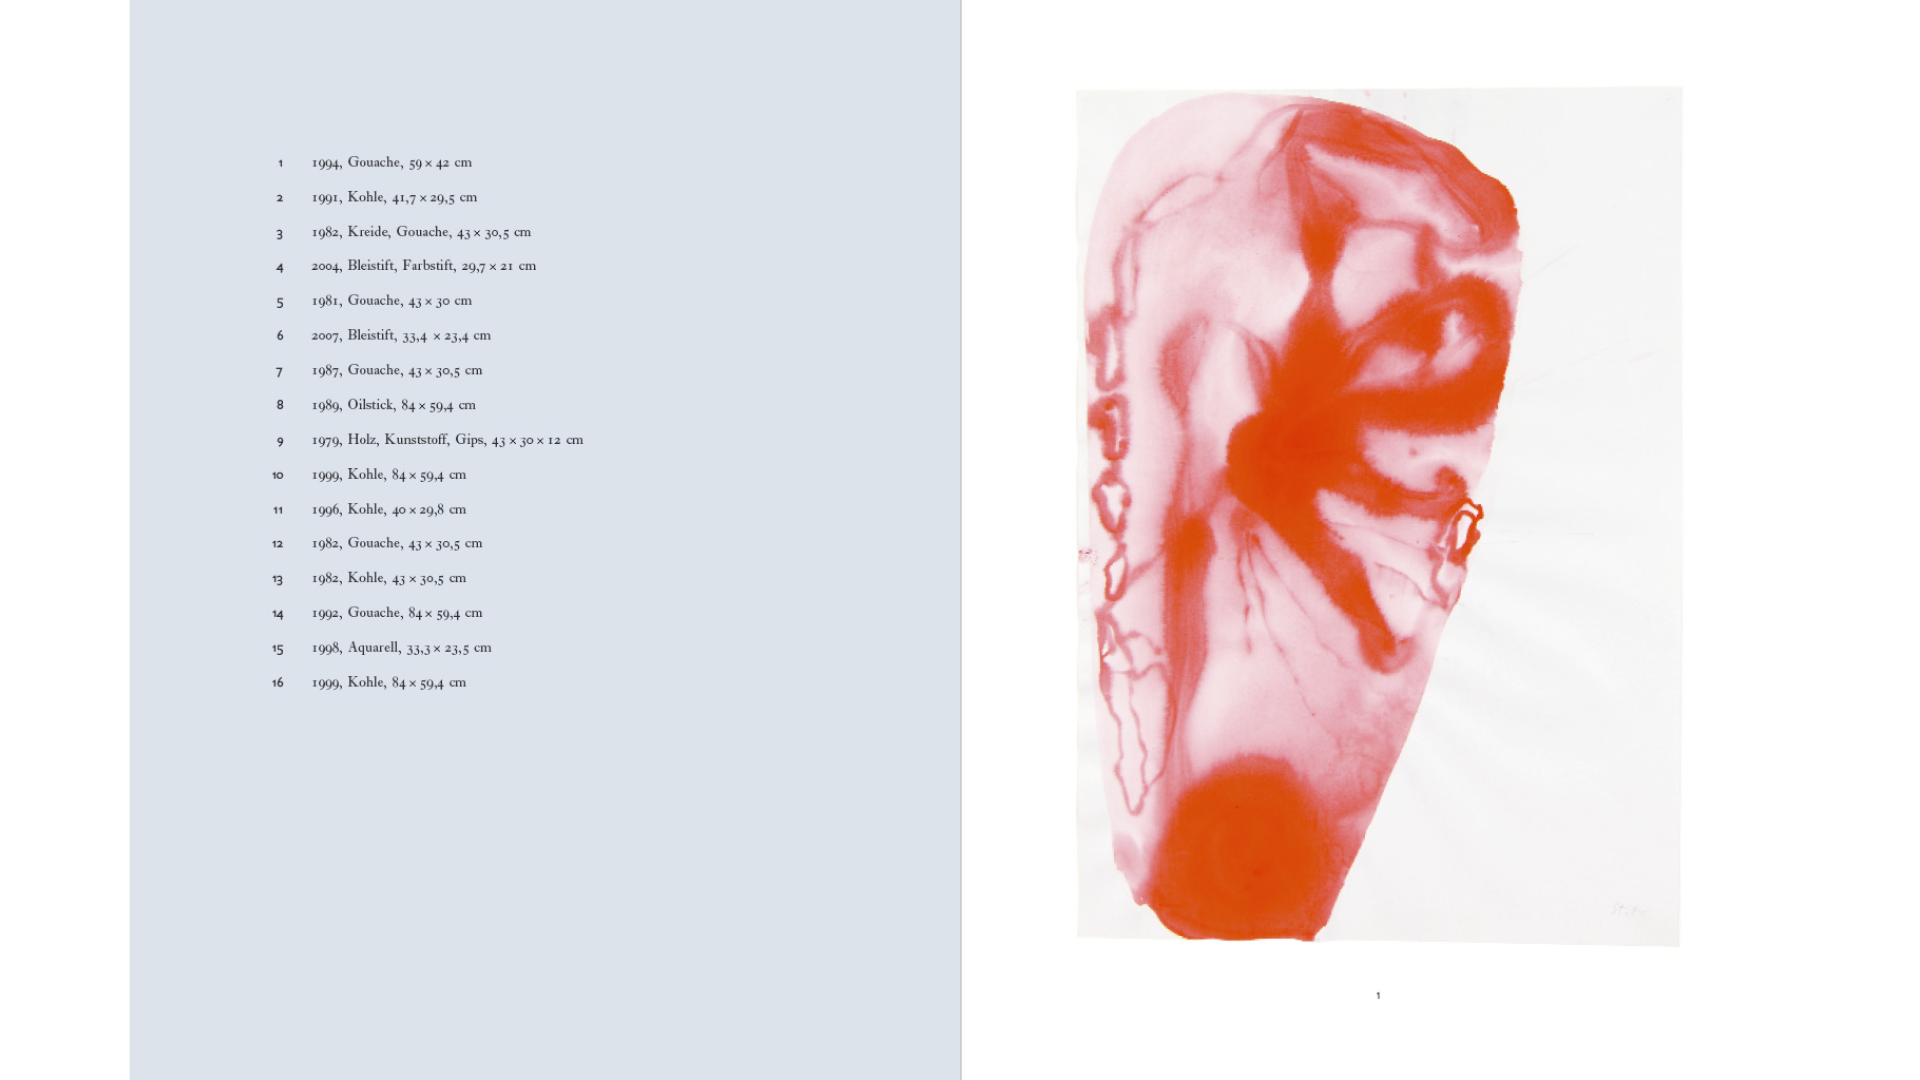 1 1994, Gouache, 59 × 42 cm
2 1991, Kohle, 41,7 × 29,5 cm
3 1982, Kreide, Gouache, 43 × 30,5 cm
4 2004, Bleistift, Farbstift, 29,7 × 21 cm
5 1981, Gouache, 43 × 30 cm
6 2007, Bleistift, 33,4 × 23,4 cm
7 1987, Gouache, 43 × 30,5 cm
8 1989, Oilstick, 84 × 59,4 cm
9 1979, Holz, Kunststoff, Gips, 43 × 30 × 12 cm
10 1999, Kohle, 84 × 59,4 cm
11 1996, Kohle, 40 × 29,8 cm
12 1982, Gouache, 43 × 30,5 cm
13 1982, Kohle, 43 × 30,5 cm
14 1992, Gouache, 84 × 59,4 cm
15 1998, Aquarell, 33,3 × 23,5 cm
16 1999, Kohle, 84 × 59,4 cm
1